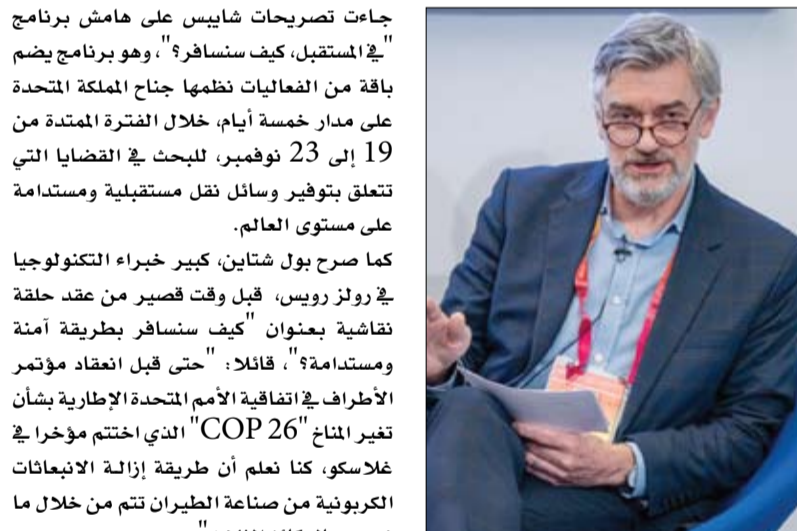 جاءت تصريحات شابيس على هامش برنامج
"في المستقبل، كيف سنسافر؟"، وهو برنامج يضم
باقة من الفعاليات نظمها جناح المملكة المتحدة
على مدار خمسة أيام، خلال الفترة الممتدة من
19 إلى 23 نوفمبر، للبحث في القضايا التي
تتعلق بتوفير وسائل نقل مستقبلية ومستدامة
على مستوى العالم.
كما صرح بول شتاين، كبير خبراء التكنولوجيا
في رولز رويس، قبل وقت قصير من عقد حلقة
نقاشية بعنوان "كيف سنسافر بطريقة آمنة
ومستدامة؟"، قائلا: "حتى قبل انعقاد مؤتمر
الأطراف في اتفاقية الأمم المتحدة الإطارية بشأن
تغير المناخ "COP 26" الذي اختتم مؤخرا في
غلاسكو، كنا نعلم أن طريقة إزالة الانبعاثات
الكربونية من صناعة الطيران تتم من خلال ما